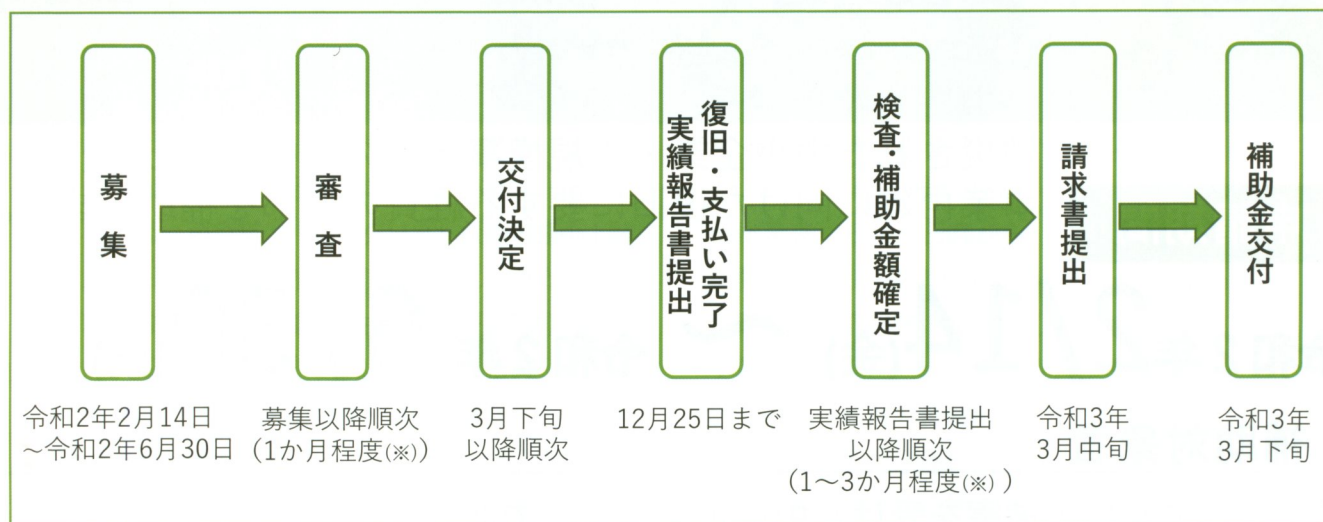 募集
審査
交付決定
復旧・支払い完了
実績報告書提出
検査・補助金額確定
請求書提出
補助金交付
令和2年2月14日
～令和2年6月30日
募集以降順次
(1か月程度(※))
3月下旬
以降順次
12月25日まで
実績報告書提出
以降順次
(1～3か月程度(※))
令和3年
3月中旬
令和3年
3月下旬